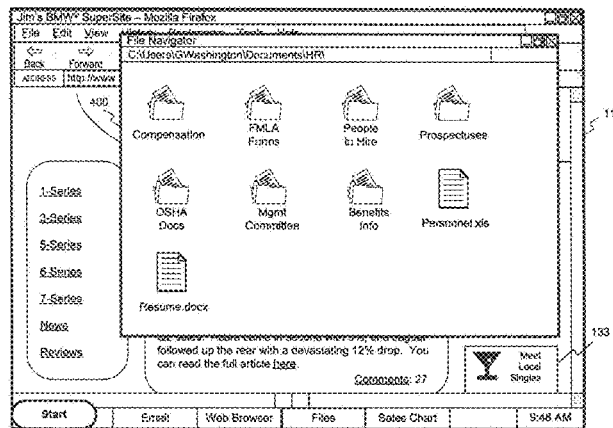 Jim's BMW® SuperSite – Mozilla Firefox
File Edit View
File Navigator
C:\Users\GWashington\Documents\HR\
Back Forward
ADDRESS http://www
400
11
Compensation
FMLA
Forms
People
to Hire
Prospectuses
1-Series
3-Series
5-Series
6-Series
7-Series
News
Reviews
OSHA
Docs
Mgmt
Committee
Benefits
Info
Personel.xls
Resume.docx
followed up the rear with a devastating 12% drop. You
can read the full article here.
Comments: 27
133
Meet
Local
Singles
Start Email Web Browser Files Sales Chart 9:48 AM